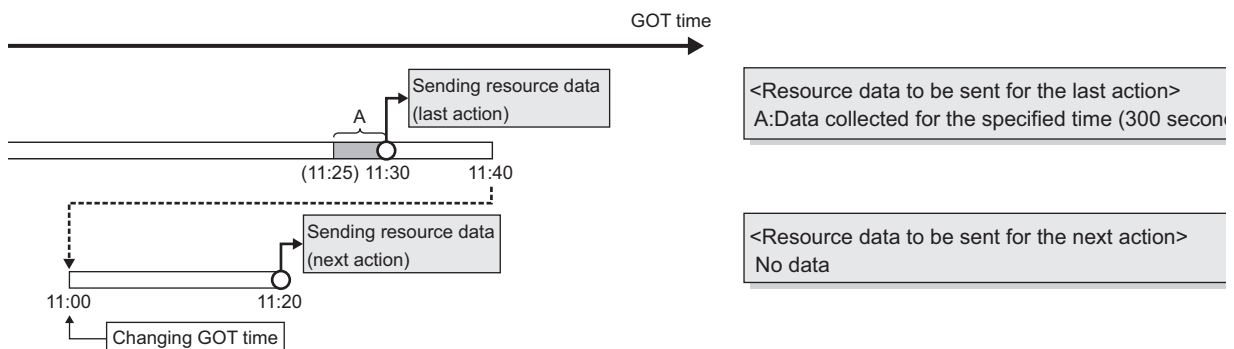 GOT time
Sending resource data
(last action)
A
(11:25) 11:30 11:40
<Resource data to be sent for the last action>
A:Data collected for the specified time (300
Sending resource data
(next action)
11:00 11:20
Changing GOT time
<Resource data to be sent for the next action>
No data